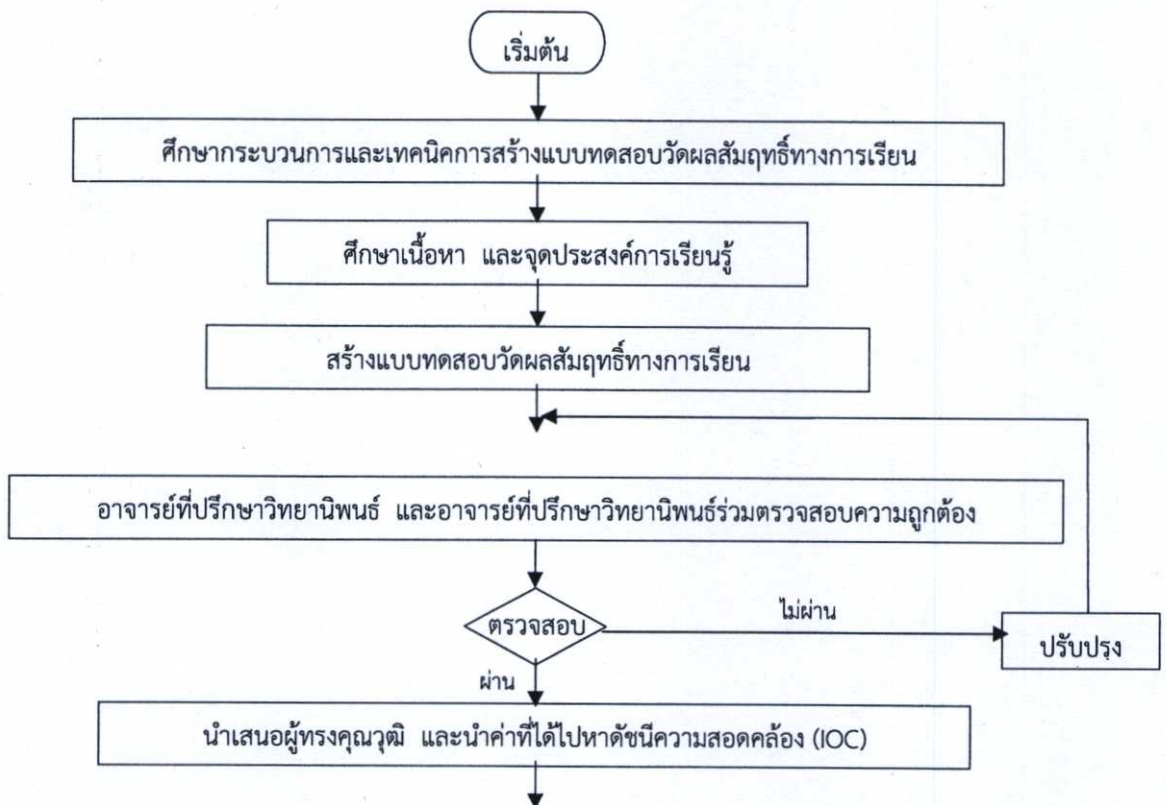 เริ่มต้น
ศึกษากระบวนการและเทคนิคการสร้างแบบทดสอบวัดผลสัมฤทธิ์ทางการเรียน
ศึกษาเนื้อหา และจุดประสงค์การเรียนรู้
สร้างแบบทดสอบวัดผลสัมฤทธิ์ทางการเรียน
อาจารย์ที่ปรึกษาวิทยานิพนธ์ และอาจารย์ที่ปรึกษาวิทยานิพนธ์ร่วมตรวจสอบความถูกต้อง
ตรวจสอบ
ไม่ผ่าน
ปรับปรุง
ผ่าน
นำเสนอผู้ทรงคุณวุฒิ และนำค่าที่ได้ไปหาดัชนีความสอดคล้อง (IOC)